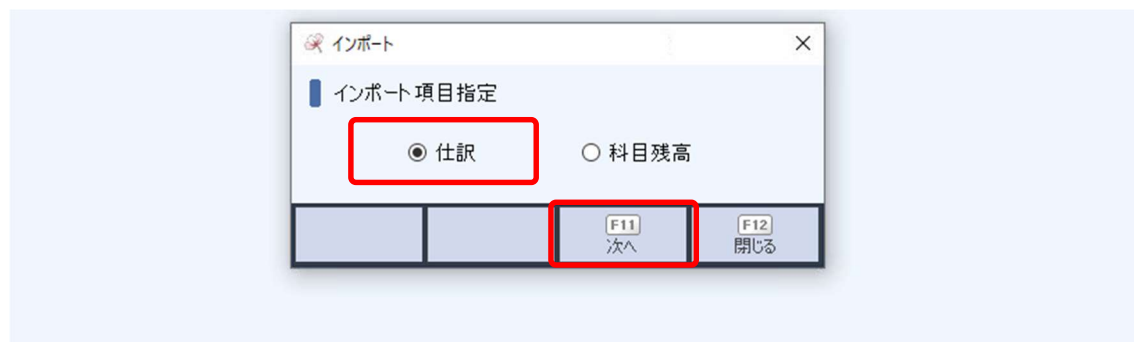 インポート
インポート項目指定
仕訳
科目残高
F11
次へ
F12
閉じる